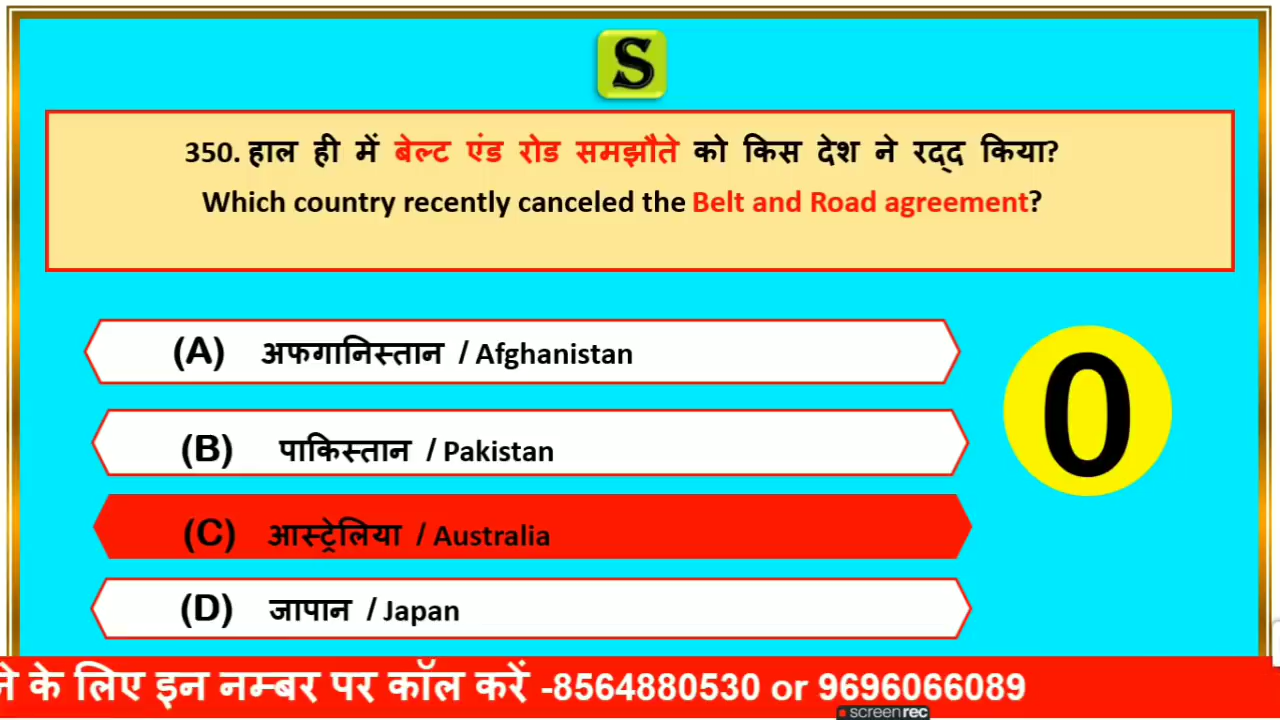 S
350. हाल ही में बेल्ट एंड रोड समझौते को किस देश ने रद्द किया?
Which country recently canceled the Belt and Road agreement?
(A) अफगानिस्तान / Afghanistan
0
(B) पाकिस्तान / Pakistan
(C) आस्ट्रेलिया / Australia
(D) जापान / Japan
ने के लिए इन नम्बर पर कॉल करें -8564880530 or 9696066089
screenrec